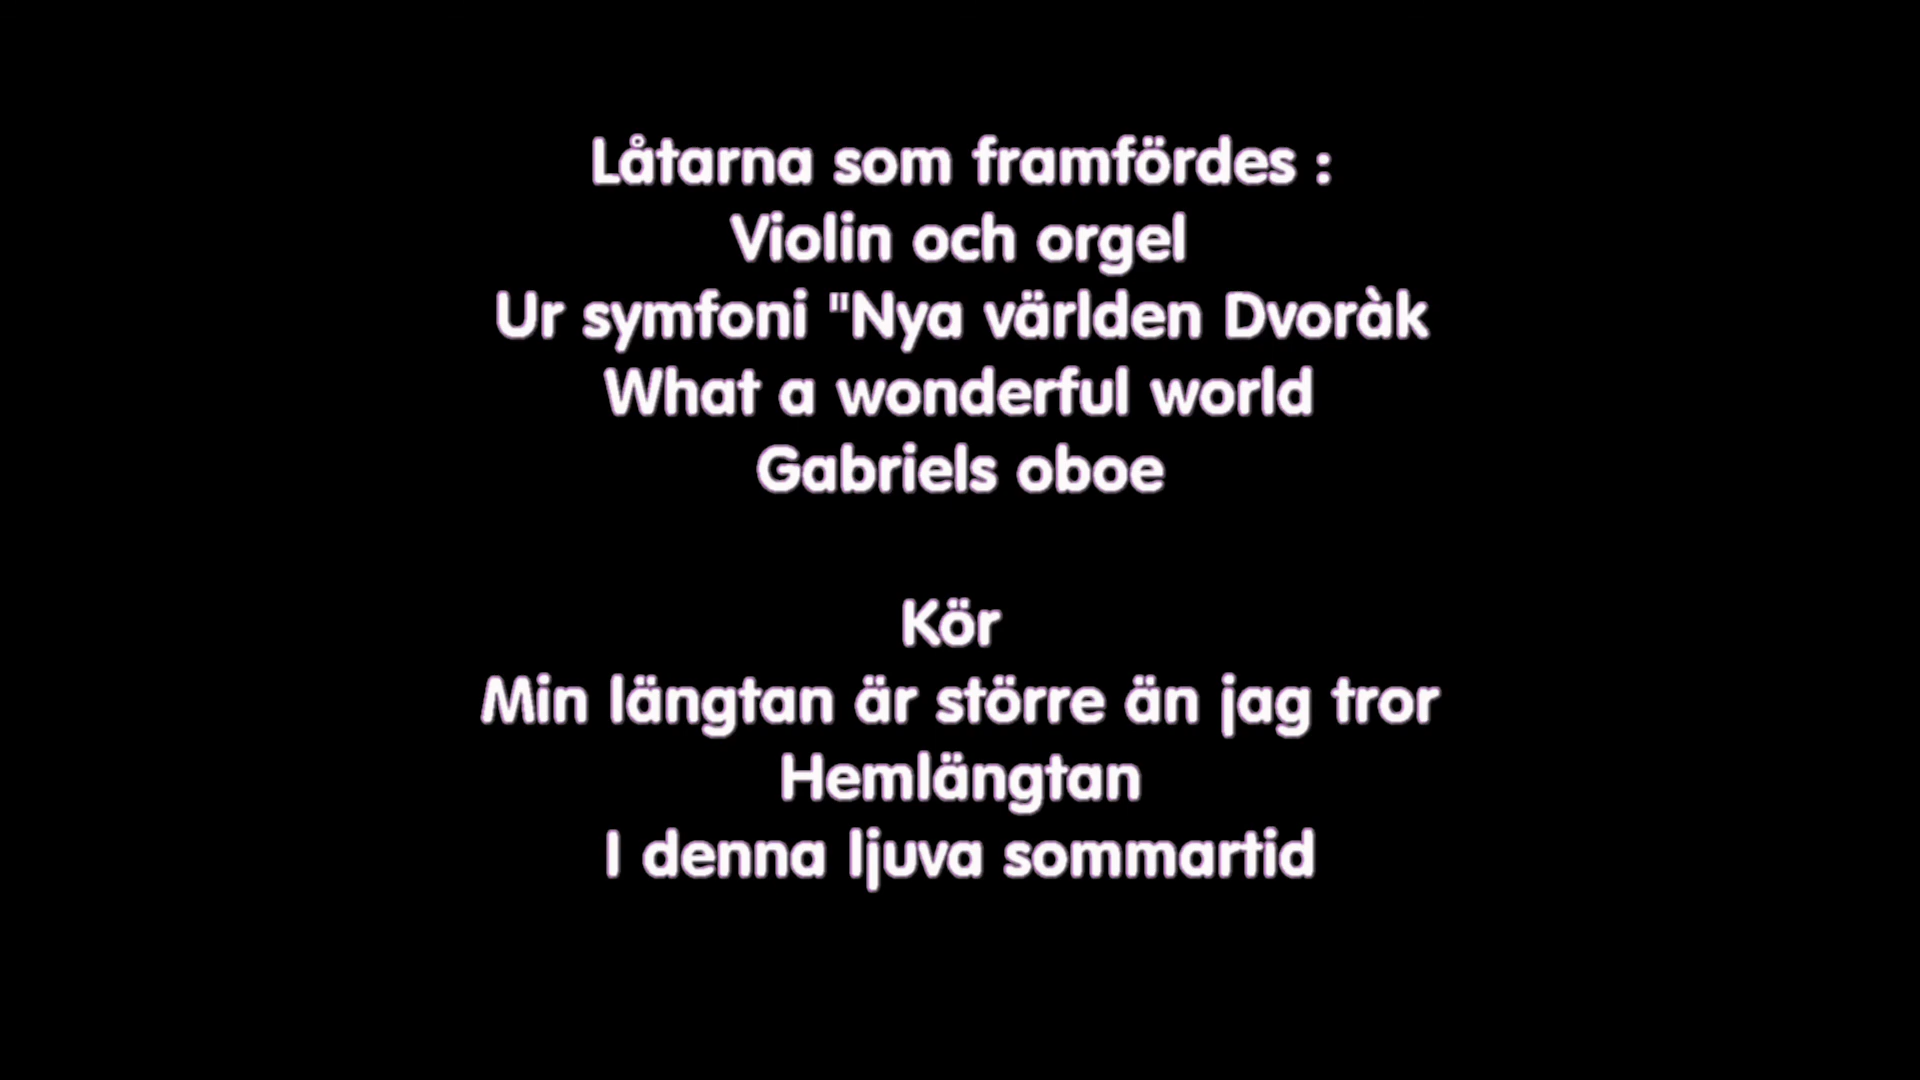 Låtarna som framfördes :
Violin och orgel
Ur symfoni "Nya världen Dvoràk
What a wonderful world
Gabriels oboe
Kör
Min längtan är större än jag tror
Hemlängtan
I denna ljuva sommartid